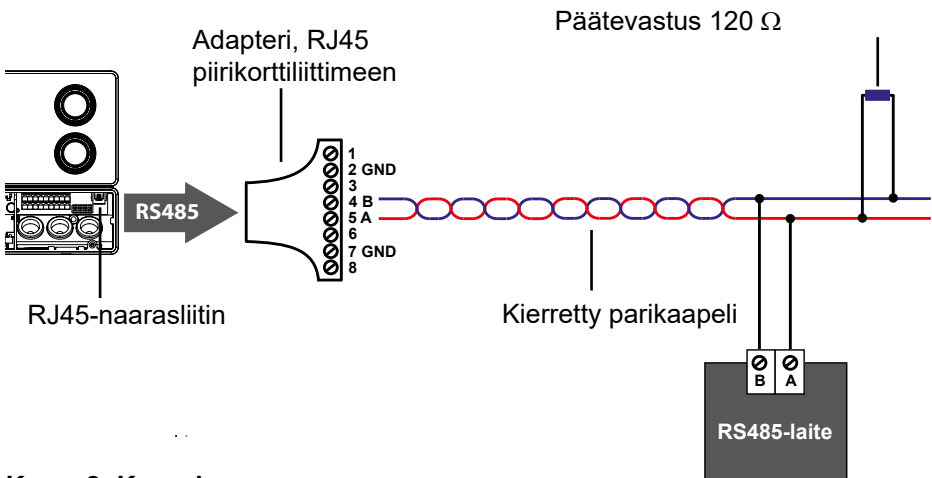 Päätevastus 120 Ω
Adapteri, RJ45
piirikorttiliittimeen
1
2 GND
3
4 B
5 A
6
7 GND
8
RS485
RJ45-naarasliitin
Kierretty parikaapeli
B A
RS485-laite